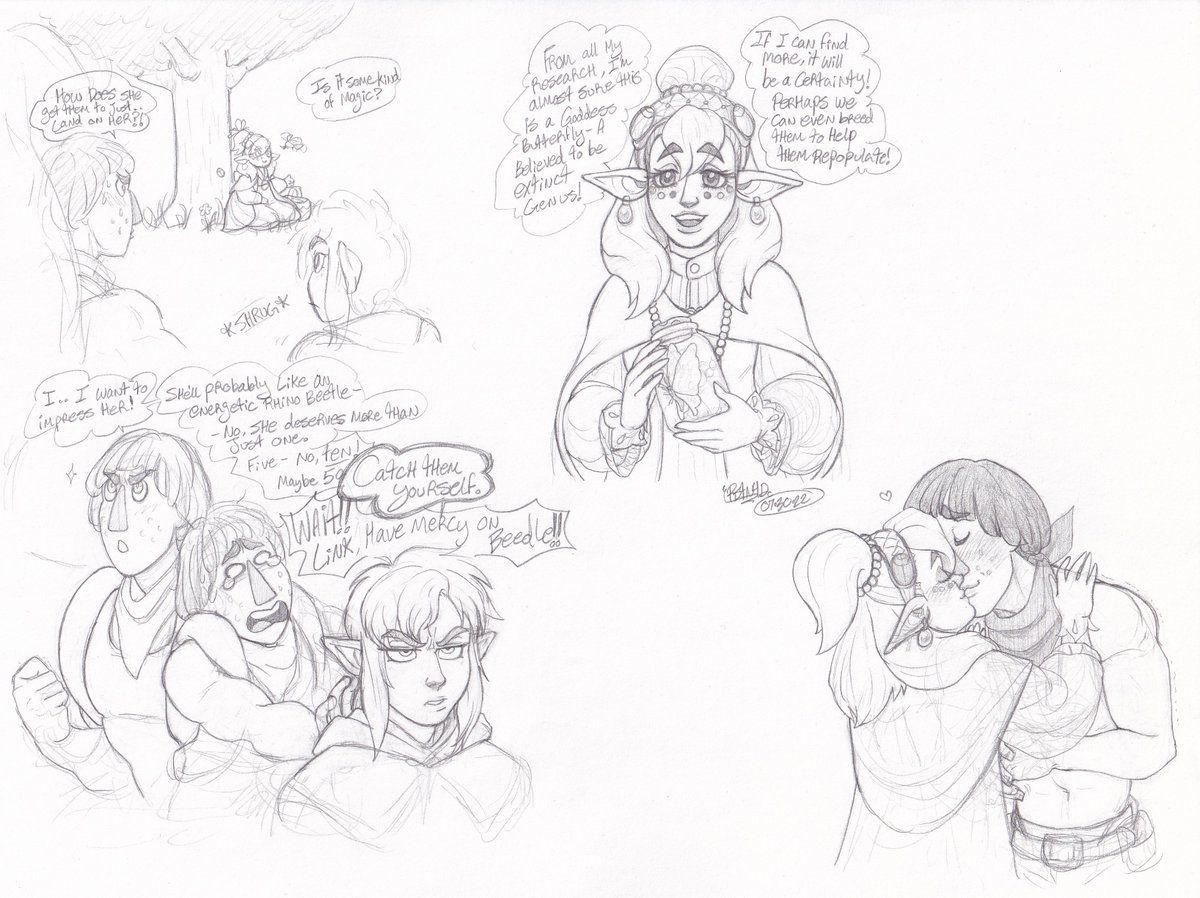 How Does she
get them to just..
Land on Her?!
Is it some kind
of Magic?
*SHRUG*
From all My
Research, I'm
almost sure this
is a Goddess
Butterfly- A
Believed to be
extinct
Genus!
If I can find
more, it will
be a certainty!
Perhaps we
can even breed
them to Help
them Repopulate!
I... I want to
impress Her!
She'll probably Like an
energetic Rhino Beetle-
- No, she deserves more than
just one.
Five- no, ten!
Maybe 50
Catch them
yourself.
WAIT!!
Link, Have Mercy on
Beedle!!
072022